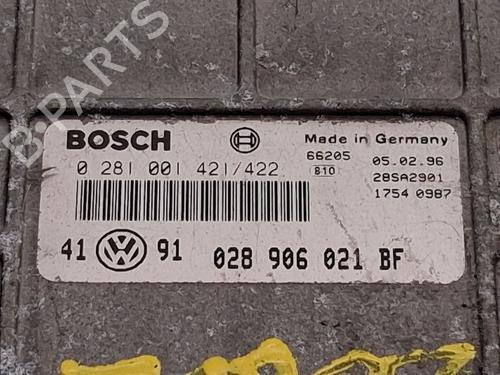 B-PARTS
BOSCH
Made in Germany
0 281 001 421/422
66205 05.02.96
810 28SA2901
1754 0987
41 VW 91 028 906 021 BF